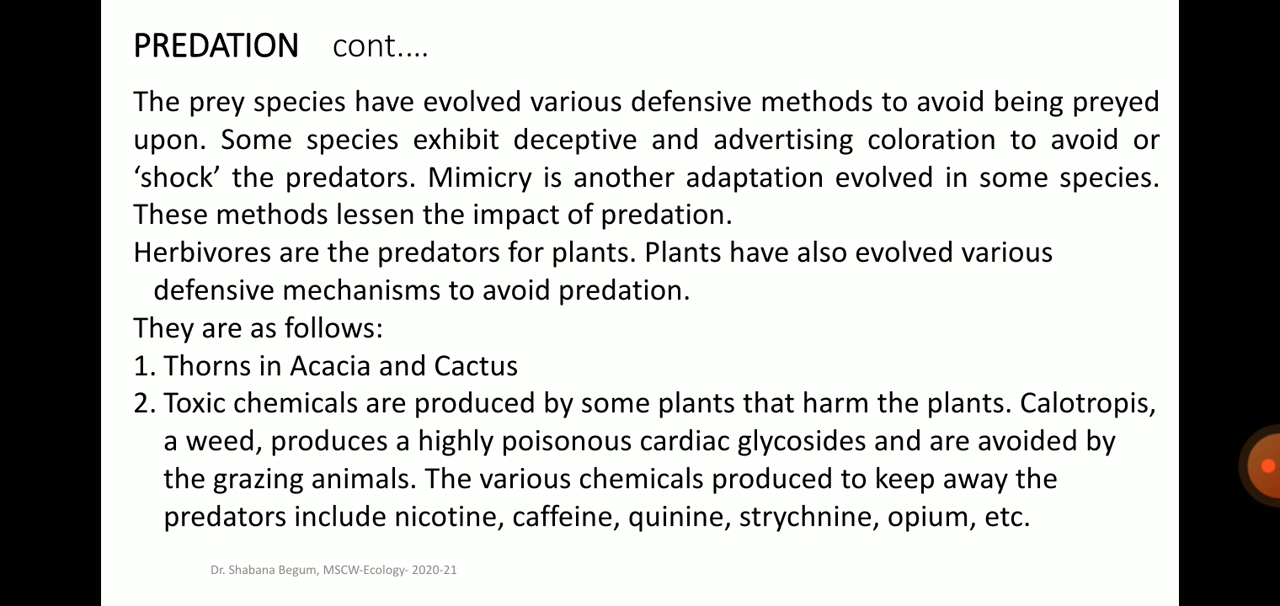 PREDATION cont....
The prey species have evolved various defensive methods to avoid being preyed
upon. Some species exhibit deceptive and advertising coloration to avoid or
‘shock’ the predators. Mimicry is another adaptation evolved in some species.
These methods lessen the impact of predation.
Herbivores are the predators for plants. Plants have also evolved various
defensive mechanisms to avoid predation.
They are as follows:
1. Thorns in Acacia and Cactus
2. Toxic chemicals are produced by some plants that harm the plants. Calotropis,
a weed, produces a highly poisonous cardiac glycosides and are avoided by
the grazing animals. The various chemicals produced to keep away the
predators include nicotine, caffeine, quinine, strychnine, opium, etc.
Dr. Shabana Begum, MSCW-Ecology- 2020-21